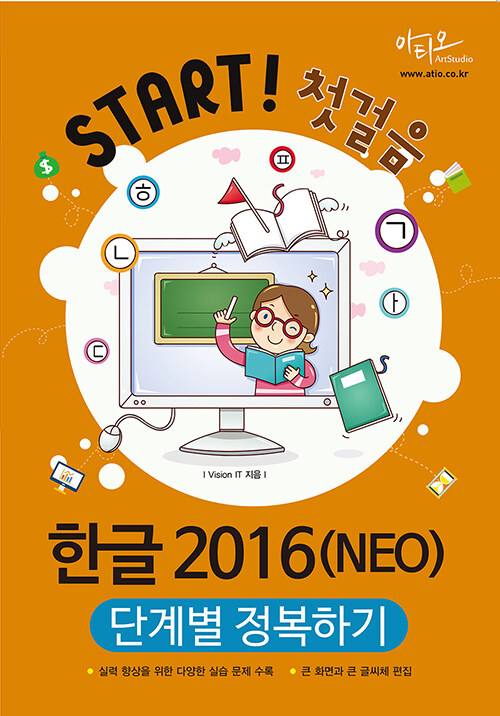 아티오
ArtStudio
www.atio.co.kr
START! 첫걸음
ㅍ
ㅎ
ㄱ
ㄴ
ㅏ
ㄷ
I Vision IT 지음 I
한글 2016(NEO)
단계별 정복하기
● 실력 향상을 위한 다양한 실습 문제 수록 ● 큰 화면과 큰 글씨체 편집